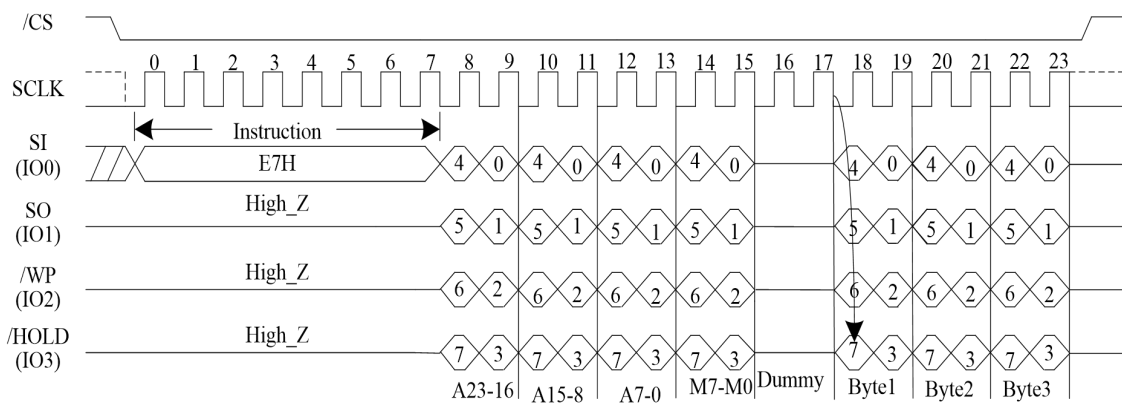 /CS
0 1 2 3 4 5 6 7 8 9 10 11 12 13 14 15 16 17 18 19 20 21 22 23
SCLK
Instruction
SI
(IO0)
E7H
4 0 4 0 4 0 4 0 4 0 4 0 4 0
High_Z
SO
(IO1)
5 1 5 1 5 1 5 1 5 1 5 1 5 1
High_Z
/WP
(IO2)
6 2 6 2 6 2 6 2 6 2 6 2 6 2
High_Z
/HOLD
(IO3)
7 3 7 3 7 3 7 3 7 3 7 3 7 3
A23-16 A15-8 A7-0 M7-M0 Dummy Byte1 Byte2 Byte3